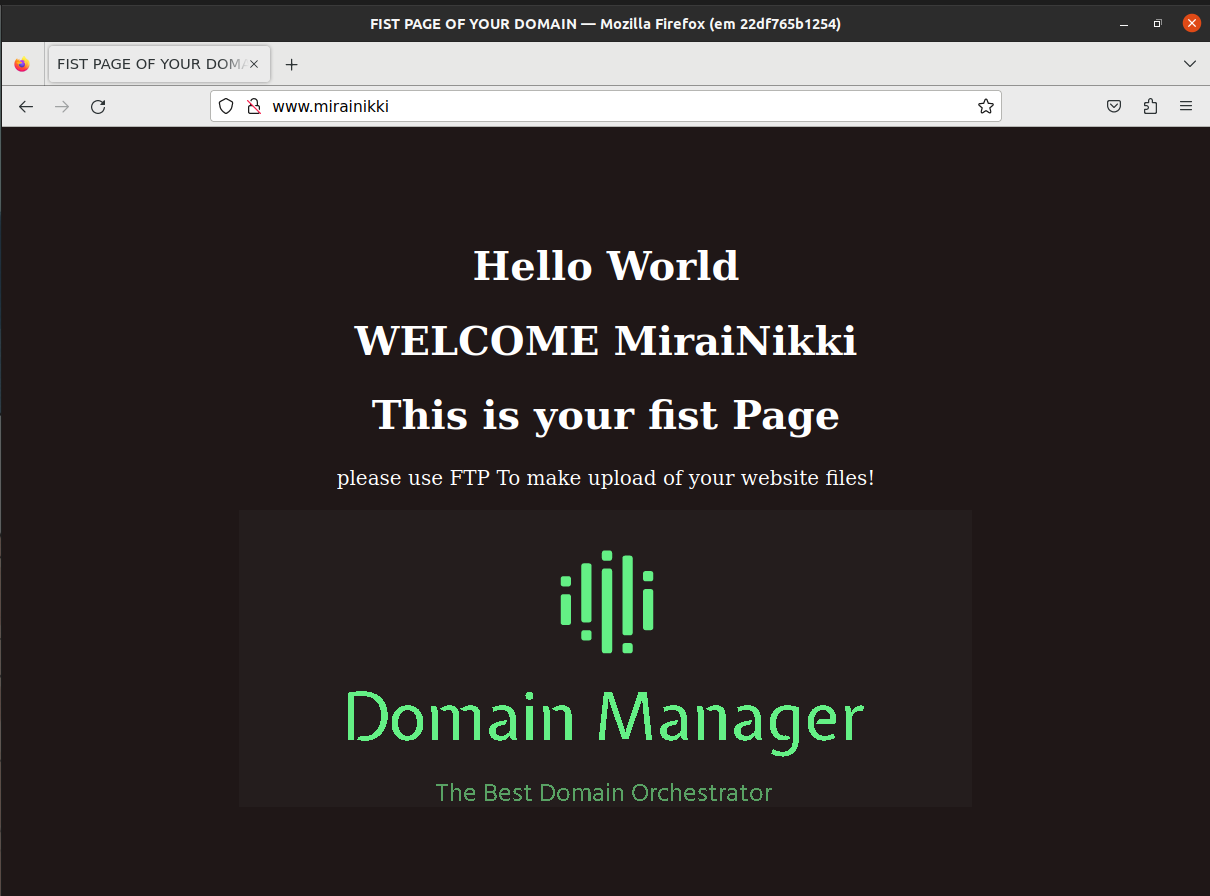 FIST PAGE OF YOUR DOMAIN — Mozilla Firefox (em 22df765b1254)
FIST PAGE OF YOUR DOMA
www.mirainikki
Hello World
WELCOME MiraiNikki
This is your fist Page
please use FTP To make upload of your website files!
Domain Manager
The Best Domain Orchestrator